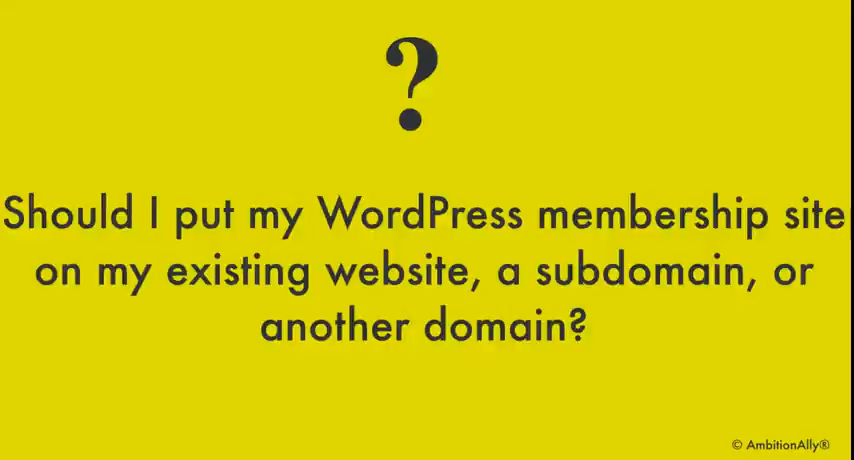 ?
Should I put my WordPress membership site
on my existing website, a subdomain, or
another domain?
© AmbitionAlly®